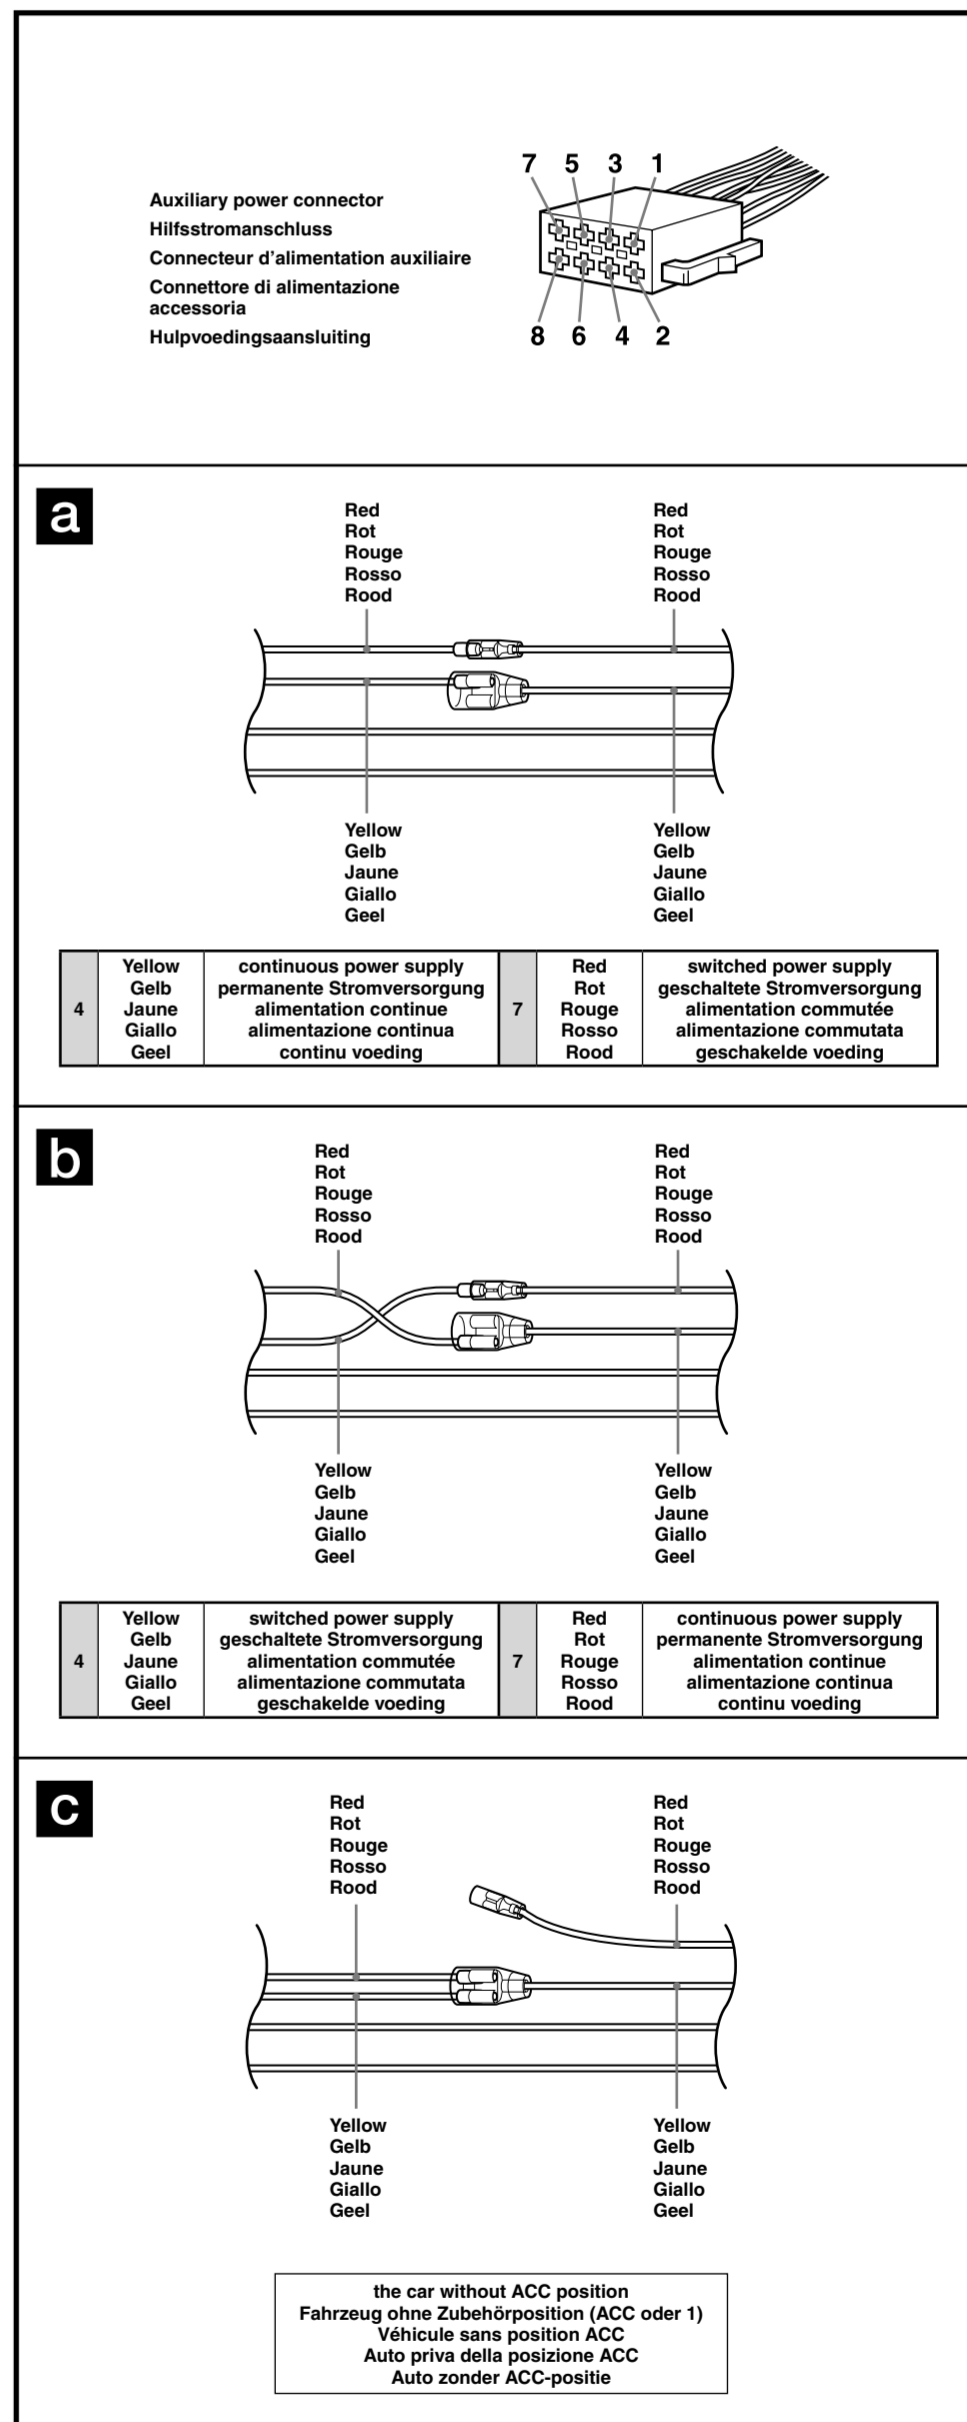 7 5 3 1
Auxiliary power connector
Hilfsstromanschluss
Connecteur d'alimentation auxiliaire
Connettore di alimentazione
accessoria
Hulpvoedingsaansluiting
8 6 4 2
a
Red Red
Rot Rot
Rouge Rouge
Rosso Rosso
Rood Rood
Yellow Yellow
Gelb Gelb
Jaune Jaune
Giallo Giallo
Geel Geel
Yellow continuous power supply Red switched power supply
Gelb permanente Stromversorgung Rot geschaltete Stromversorgung
4 Jaune alimentation continue 7 Rouge alimentation commutée
Giallo alimentazione continua Rosso alimentazione commutata
Geel continu voeding Rood geschakelde voeding
b
Red Red
Rot Rot
Rouge Rouge
Rosso Rosso
Rood Rood
Yellow Yellow
Gelb Gelb
Jaune Jaune
Giallo Giallo
Geel Geel
Yellow switched power supply Red continuous power supply
Gelb geschaltete Stromversorgung Rot permanente Stromversorgung
4 Jaune alimentation commutée 7 Rouge alimentation continue
Giallo alimentazione commutata Rosso alimentazione continua
Geel geschakelde voeding Rood continu voeding
c
Red Red
Rot Rot
Rouge Rouge
Rosso Rosso
Rood Rood
Yellow Yellow
Gelb Gelb
Jaune Jaune
Giallo Giallo
Geel Geel
the car without ACC position
Fahrzeug ohne Zubehörposition (ACC oder 1)
Véhicule sans position ACC
Auto priva della posizione ACC
Auto zonder ACC-positie